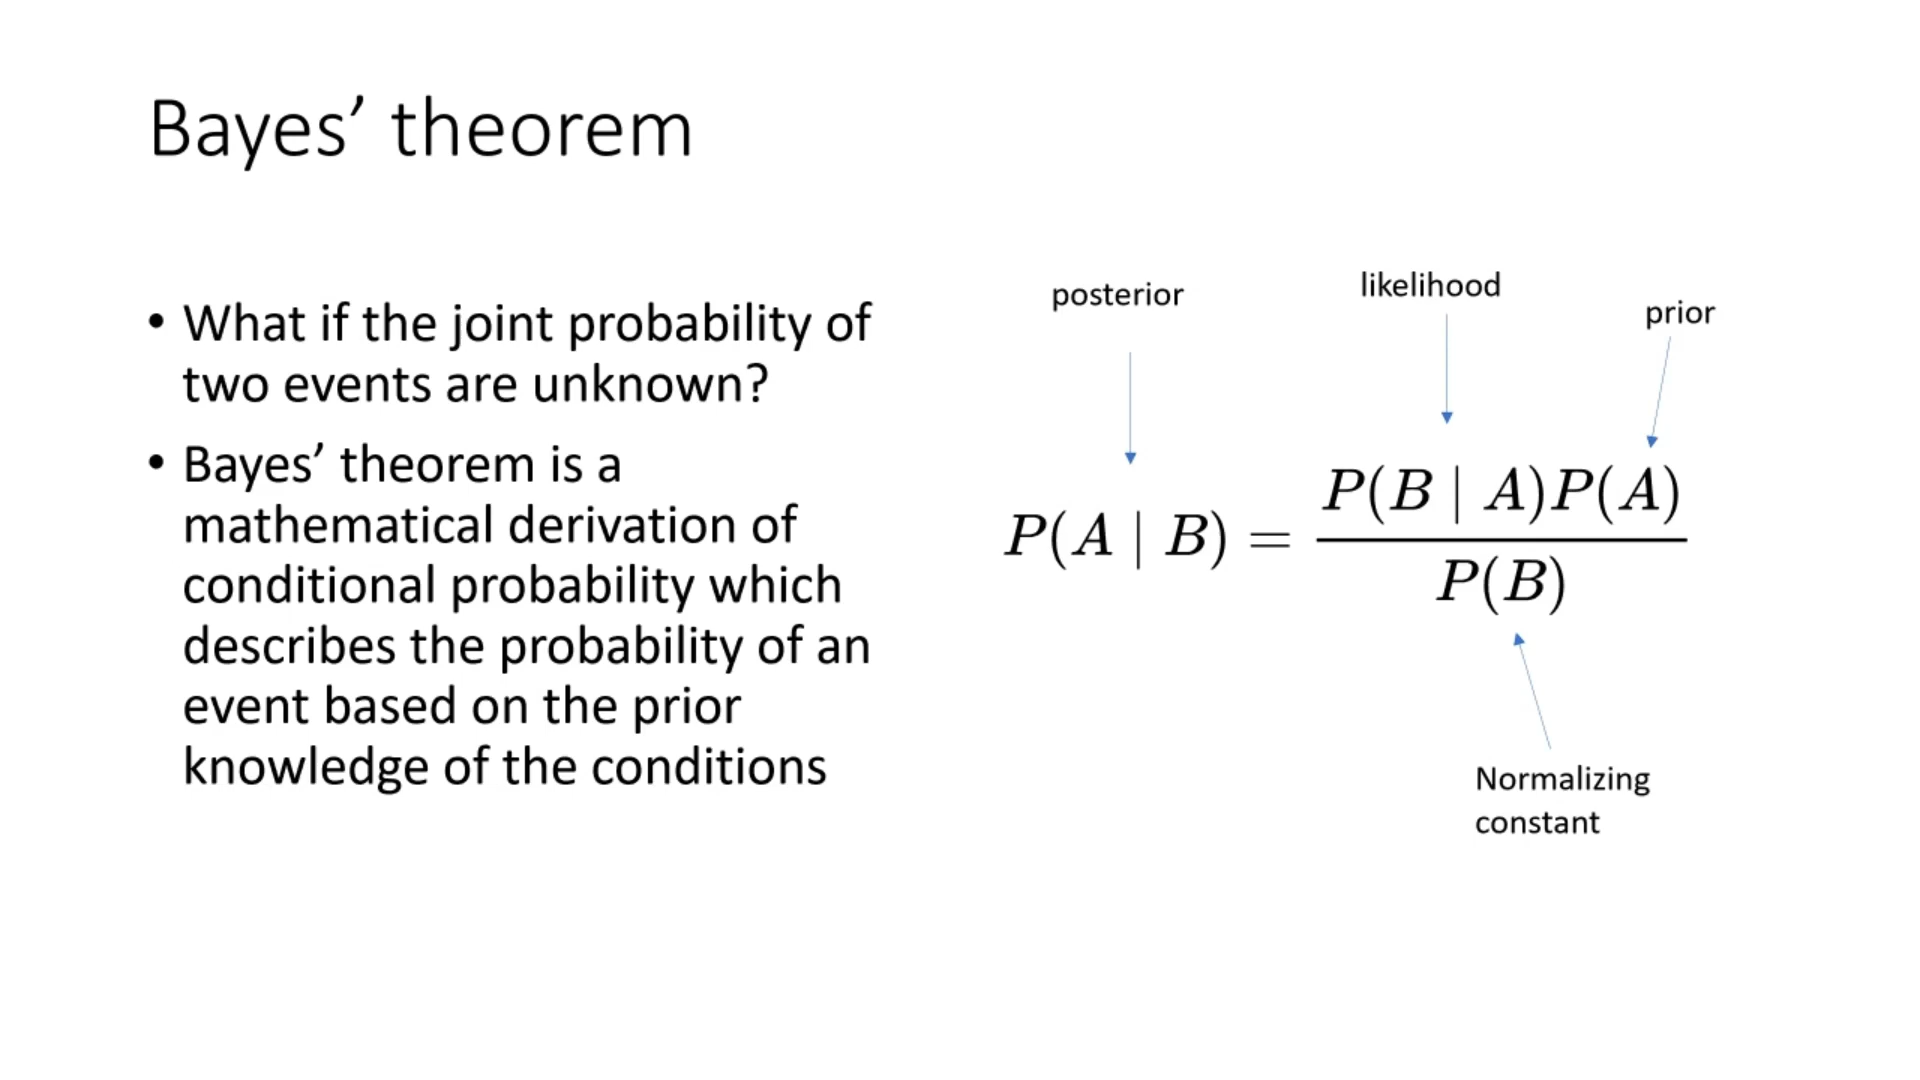 Bayes’ theorem
• What if the joint probability of
two events are unknown?
• Bayes’ theorem is a
mathematical derivation of
conditional probability which
describes the probability of an
event based on the prior
knowledge of the conditions
posterior
likelihood
prior
P(A | B) = P(B | A)P(A)
P(B)
Normalizing
constant